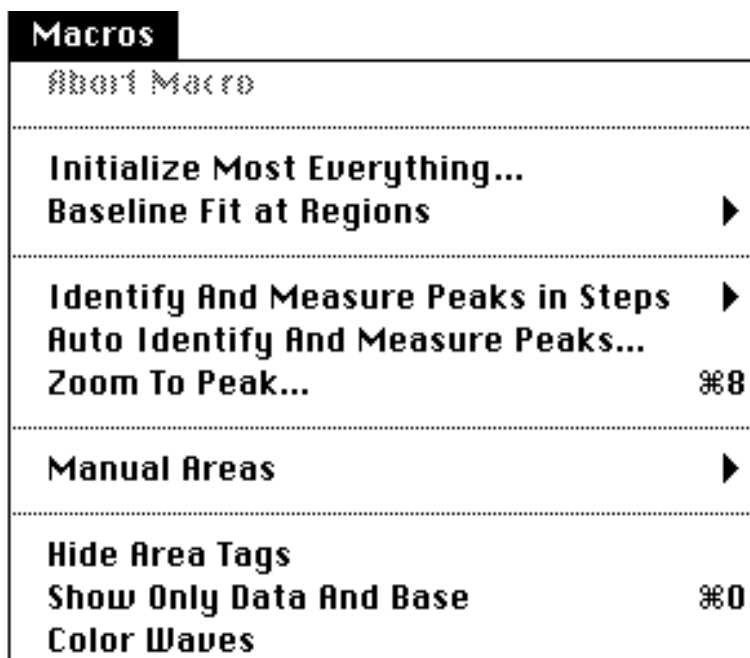 Macros
Abort Macro
Initialize Most Everything...
Baseline Fit at Regions
Identify And Measure Peaks in Steps
Auto Identify And Measure Peaks...
Zoom To Peak... ⌘8
Manual Areas
Hide Area Tags
Show Only Data And Base ⌘0
Color Waves